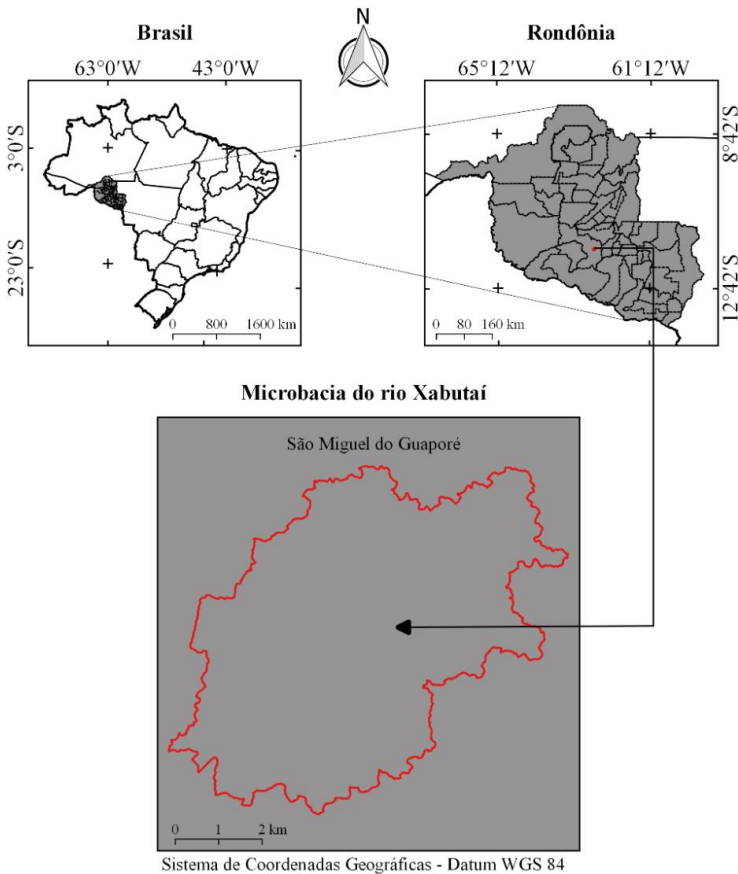 N
Brasil
63°0'W 43°0'W
3°0'S
23°0'S
0 800 1600 km
Rondônia
65°12'W 61°12'W
8°42'S
12°42'S
0 80 160 km
Microbacia do rio Xabutaí
São Miguel do Guaporé
0 1 2 km
Sistema de Coordenadas Geográficas - Datum WGS 84